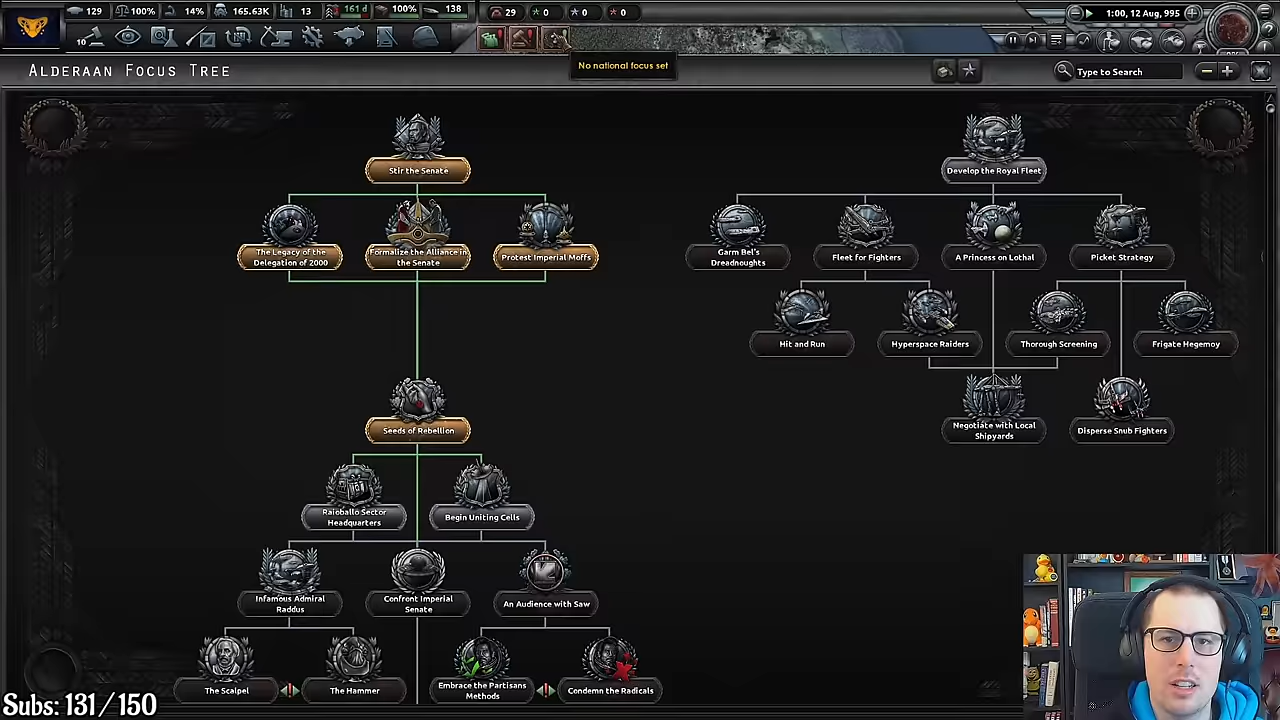 129
100%
14%
165.63K
13
161 d
100%
138
29
0
0
0
1:00, 12 Aug, 995
10
No national focus set
ALDERAAN FOCUS TREE
Type to Search
Stir the Senate
Develop the Royal Fleet
The Legacy of the
Delegation of 2000
Formalize the Alliance in
the Senate
Protest Imperial Moffs
Garm Bel's
Dreadnoughts
Fleet for Fighters
A Princess on Lothal
Picket Strategy
Hit and Run
Hyperspace Raiders
Thorough Screening
Frigate Hegemoy
Seeds of Rebellion
Negotiate with Local
Shipyards
Disperse Snub Fighters
Raioballo Sector
Headquarters
Begin Uniting Cells
Infamous Admiral
Raddus
Confront Imperial
Senate
An Audience with Saw
The Scalpel
The Hammer
Embrace the Partisans
Methods
Condemn the Radicals
Subs: 131/150